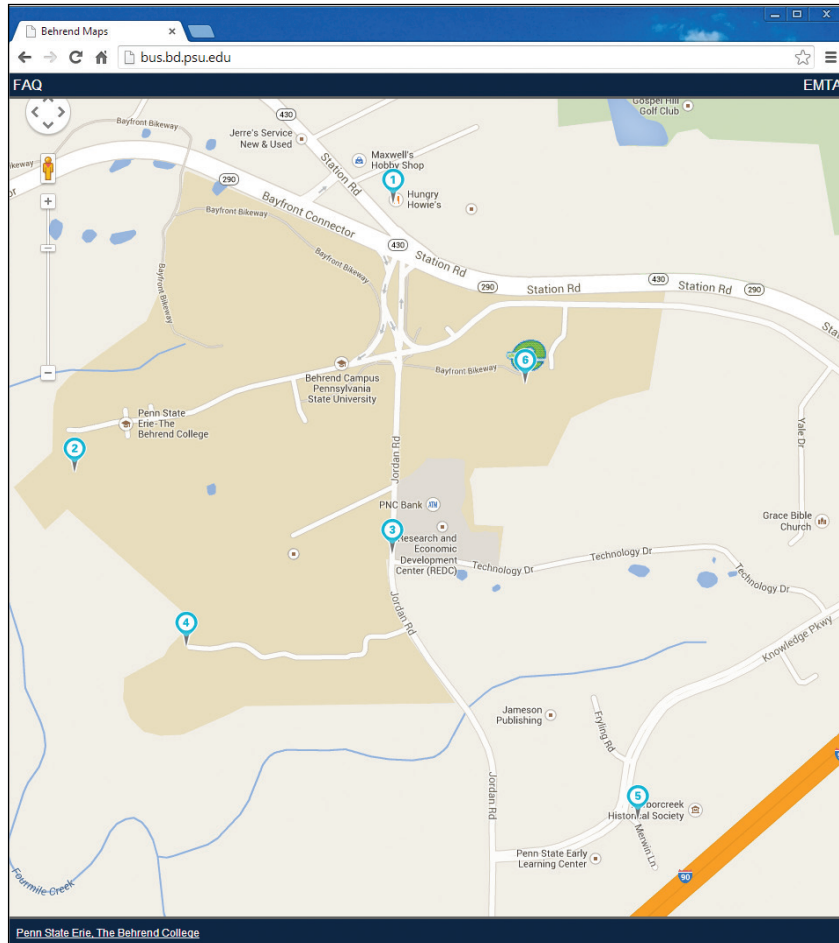 Behrend Maps
bus.bd.psu.edu
FAQ
EMTA
430
Gospel Hill
Golf Club
Bayfront Bikeway
Jerre's Service
New & Used
Station Rd
Maxwell's
Hobby Shop
290
1
Hungry
Howie's
Bayfront Connector
Bayfront Bikeway
430
Station Rd
Bayfront Bikeway
290
Station Rd
430
Station Rd
290
6
Bayfront Bikeway
Behrend Campus
Pennsylvania
State University
Penn State
Erie-The
Behrend College
2
Jordan Rd
Yale Dr
PNC Bank
ATM
Grace Bible
Church
3
Research and
Economic
Development
Center (REDC)
Technology Dr
Technology Dr
Technology Dr
Jordan Rd
4
Knowledge Pkwy
Jameson
Publishing
Fryling Rd
Jordan Rd
5
Historical Society
Merwin Ln
Penn State Early
Learning Center
90
Fourmile Creek
Penn State Erie, The Behrend College